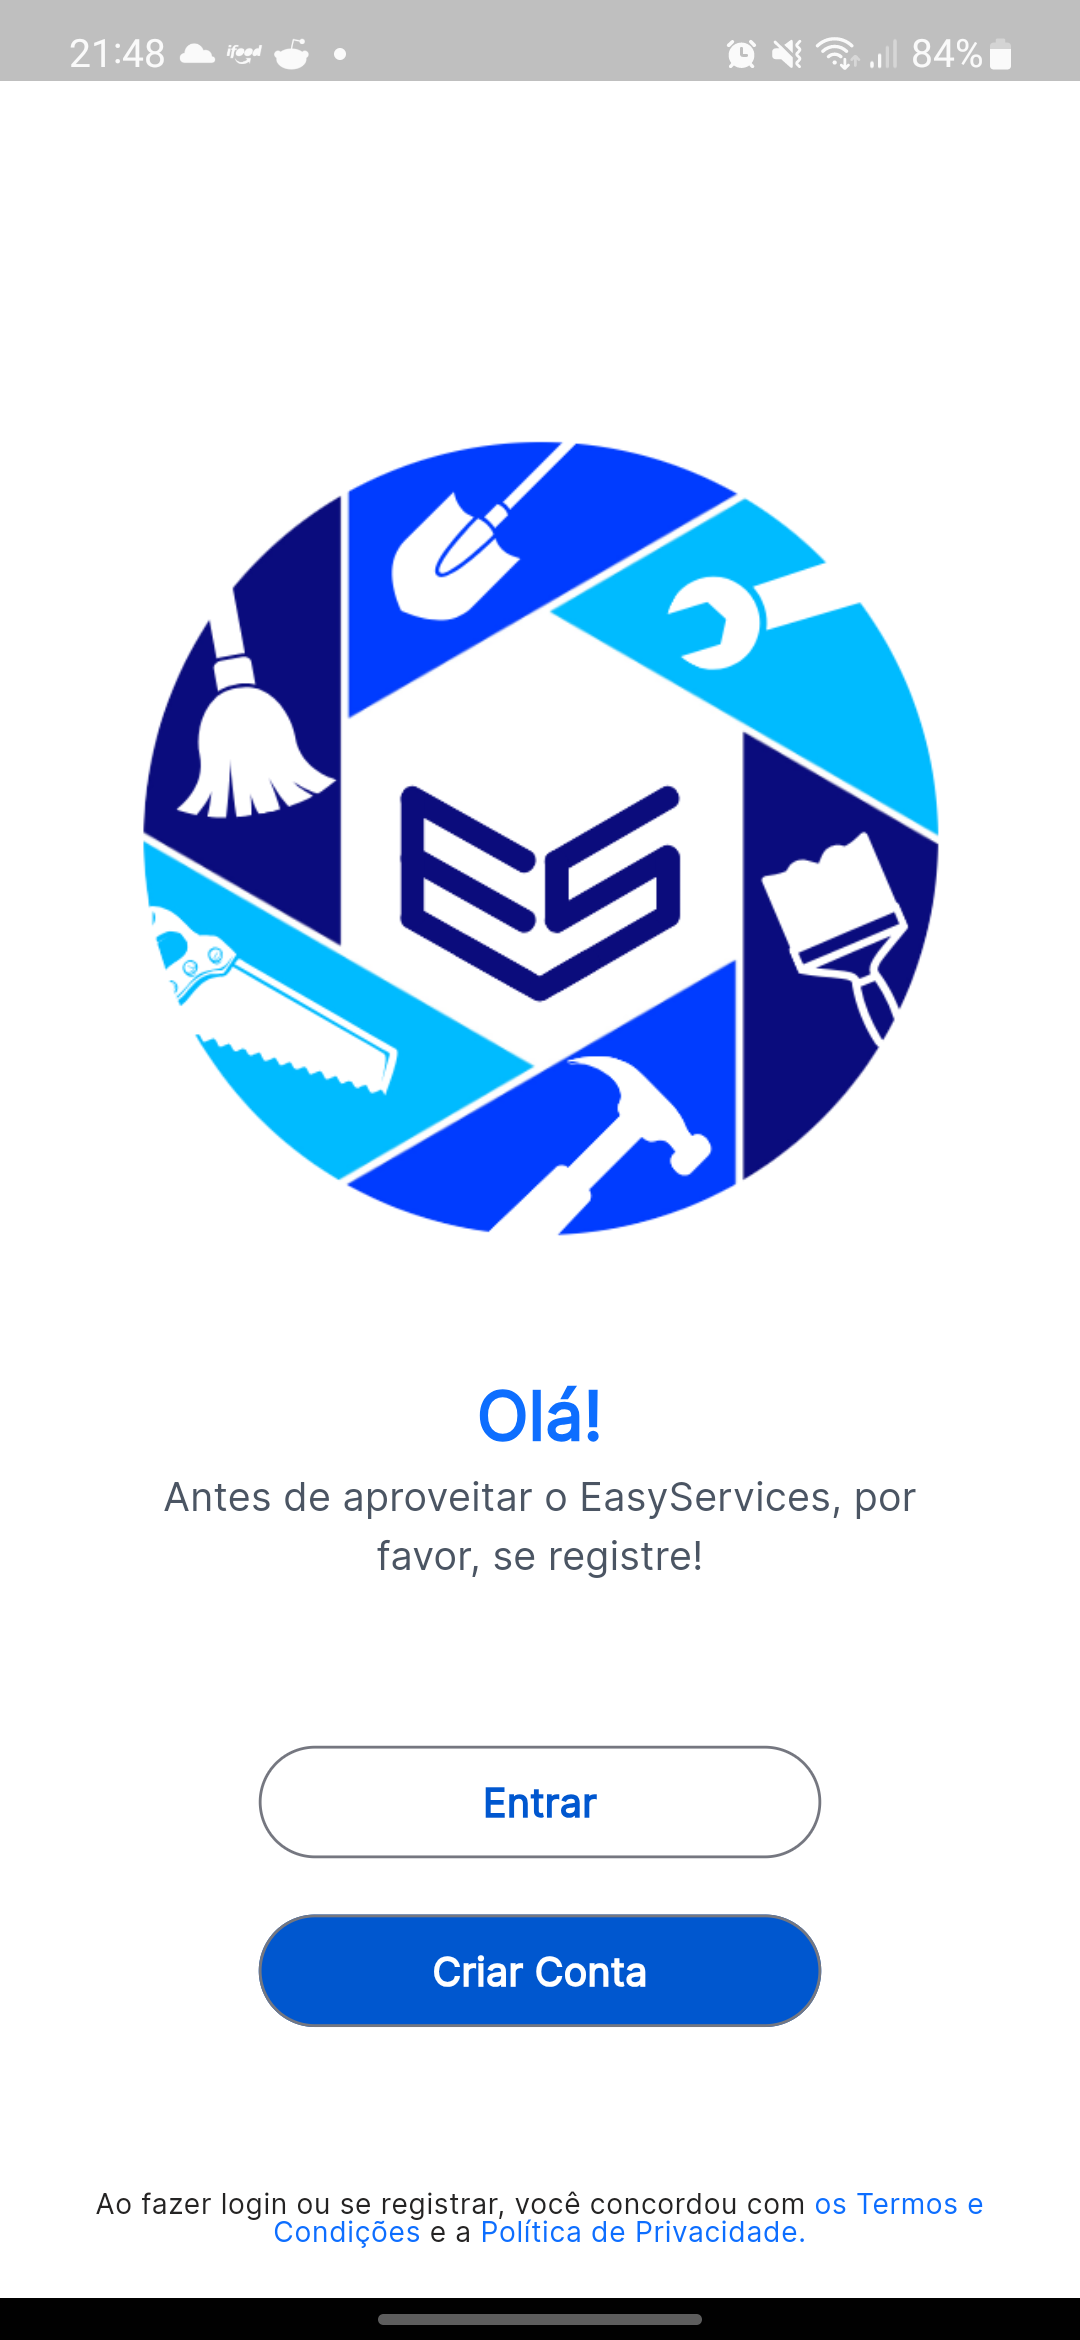 21:48 ifood 84%
ES
Olá!
Antes de aproveitar o EasyServices, por
favor, se registre!
Entrar
Criar Conta
Ao fazer login ou se registrar, você concordou com os Termos e
Condições e a Política de Privacidade.